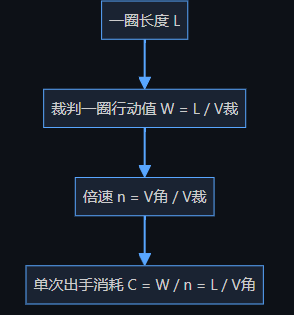 一圈长度 L
裁判一圈行动值 W = L / V裁
倍速 n = V角 / V裁
单次出手消耗 C = W / n = L / V角